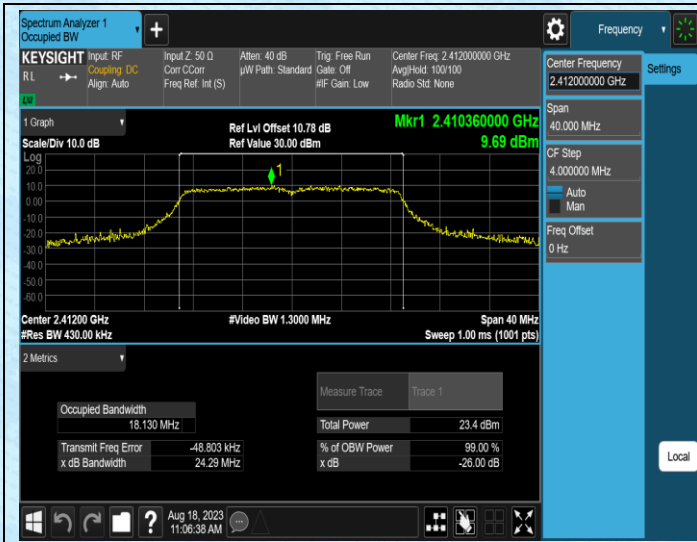 Spectrum Analyzer 1
Occupied BW
+
Frequency
KEYSIGHT
RL
Input: RF
Coupling: DC
Align: Auto
Input Z: 50 Ω
Corr CCorr
Freq Ref: Int (S)
Atten: 40 dB
µW Path: Standard
Trig: Free Run
Gate: Off
#IF Gain: Low
Center Freq: 2.412000000 GHz
Avg|Hold: 100/100
Radio Std: None
Center Frequency
2.412000000 GHz
Settings
Span
40.000 MHz
CF Step
4.000000 MHz
Auto
Man
Freq Offset
0 Hz
Local
1 Graph
Scale/Div 10.0 dB
Ref Lvl Offset 10.78 dB
Ref Value 30.00 dBm
Mkr1 2.410360000 GHz
9.69 dBm
Log
20.0
10.0
0.00
-10.0
-20.0
-30.0
-40.0
-50.0
-60.0
1
Center 2.41200 GHz
#Res BW 430.00 kHz
#Video BW 1.3000 MHz
Span 40 MHz
Sweep 1.00 ms (1001 pts)
2 Metrics
Measure Trace
Trace 1
Occupied Bandwidth
18.130 MHz
Total Power
23.4 dBm
Transmit Freq Error
-48.803 kHz
% of OBW Power
99.00 %
x dB Bandwidth
24.29 MHz
x dB
-26.00 dB
?
Aug 18, 2023
11:06:38 AM